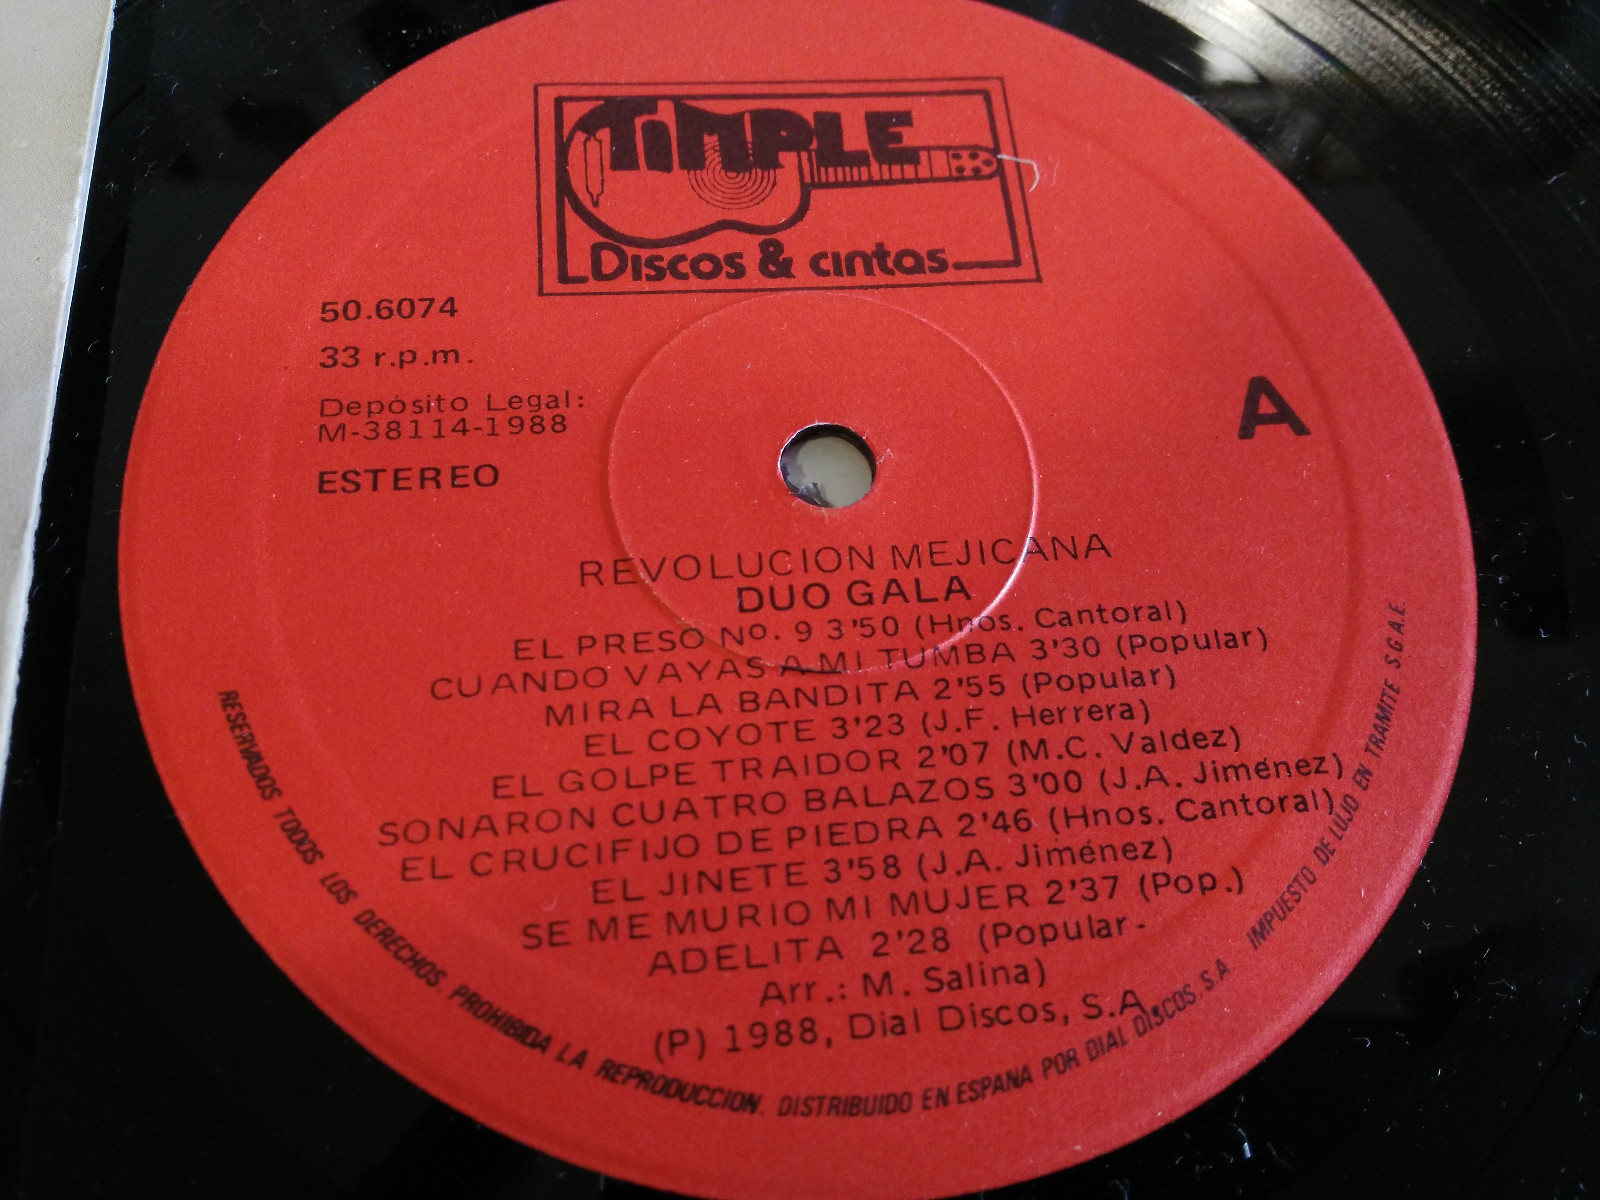 TIMPLE
Discos & cintas
50.6074
33 r.p.m.
Depósito Legal:
M-38114-1988
ESTEREO
A
REVOLUCION MEJICANA
DUO GALA
EL PRESO Nº. 9 3'50 (Hnos. Cantoral)
CUANDO VAYAS A MI TUMBA 3'30 (Popular)
MIRA LA BANDITA 2'55 (Popular)
EL COYOTE 3'23 (J.F. Herrera)
EL GOLPE TRAIDOR 2'07 (M.C. Valdez)
SONARON CUATRO BALAZOS 3'00 (J.A. Jiménez)
EL CRUCIFIJO DE PIEDRA 2'46 (Hnos. Cantoral)
EL JINETE 3'58 (J.A. Jiménez)
SE ME MURIO MI MUJER 2'37 (Pop.)
ADELITA 2'28 (Popular-
Arr.: M. Salina)
(P) 1988, Dial Discos, S.A.
RESERVADOS TODOS LOS DERECHOS. PROHIBIDA LA REPRODUCCION. DISTRIBUIDO EN ESPANA POR DIAL DISCOS, S.A. IMPUESTO DE LUJO EN TRAMITE S.G.A.E.